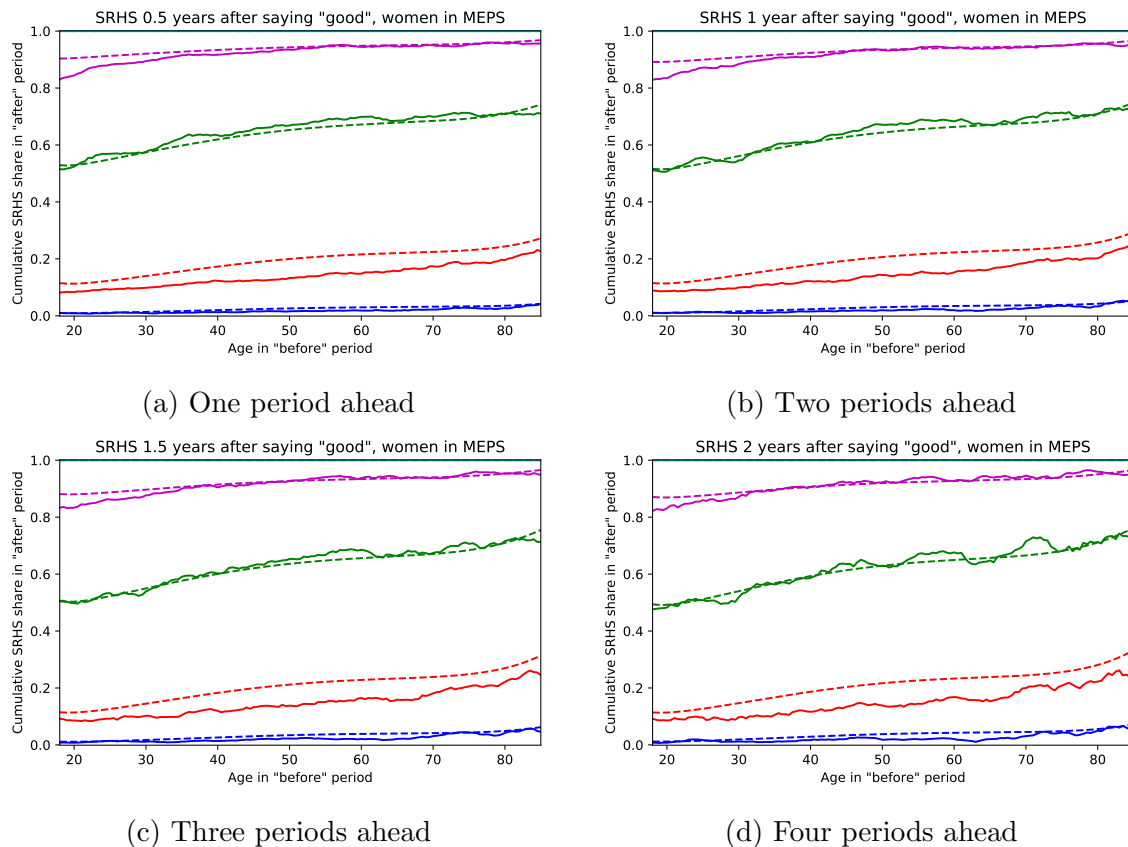 SRHS 0.5 years after saying "good", women in MEPS
Cumulative SRHS share in "after" period
1.0
0.8
0.6
0.4
0.2
0.0
20 30 40 50 60 70 80
Age in "before" period
(a) One period ahead
SRHS 1 year after saying "good", women in MEPS
Cumulative SRHS share in "after" period
1.0
0.8
0.6
0.4
0.2
0.0
20 30 40 50 60 70 80
Age in "before" period
(b) Two periods ahead
SRHS 1.5 years after saying "good", women in MEPS
Cumulative SRHS share in "after" period
1.0
0.8
0.6
0.4
0.2
0.0
20 30 40 50 60 70 80
Age in "before" period
(c) Three periods ahead
SRHS 2 years after saying "good", women in MEPS
Cumulative SRHS share in "after" period
1.0
0.8
0.6
0.4
0.2
0.0
20 30 40 50 60 70 80
Age in "before" period
(d) Four periods ahead